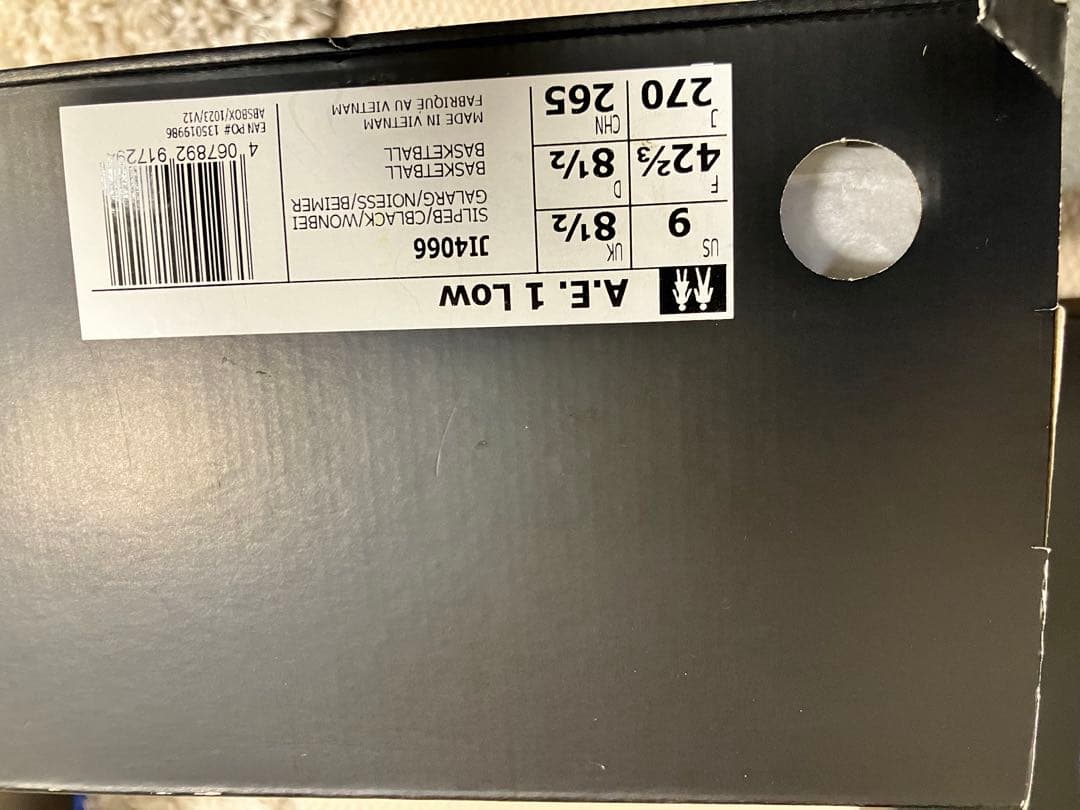 A.E. 1 Low
US 9
UK 8½
F 42⅔
D 8½
J 270
CHN 265
JI4066
SILPEB/CBLACK/WONBEI
GALARG/NOIESS/BEIMER
BASKETBALL
BASKETBALL
MADE IN VIETNAM
FABRIQUÉ AU VIETNAM
4 067892 917294
EAN PO# 135019986
ABSBOX/1023/V12